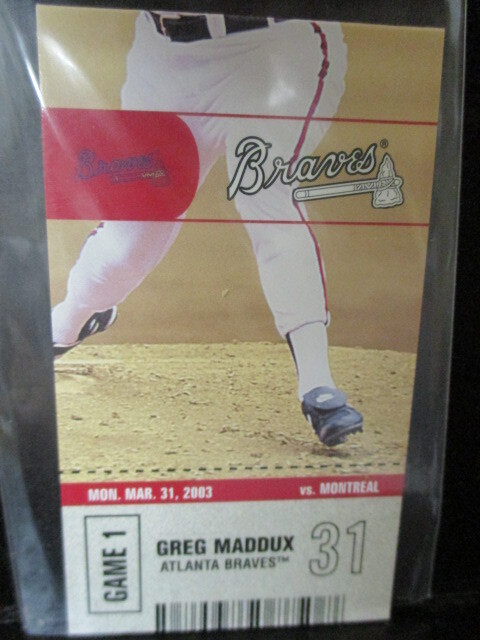 Braves
Braves®
MON. MAR. 31, 2003
vs. MONTREAL
GAME 1
GREG MADDUX
ATLANTA BRAVES™
31